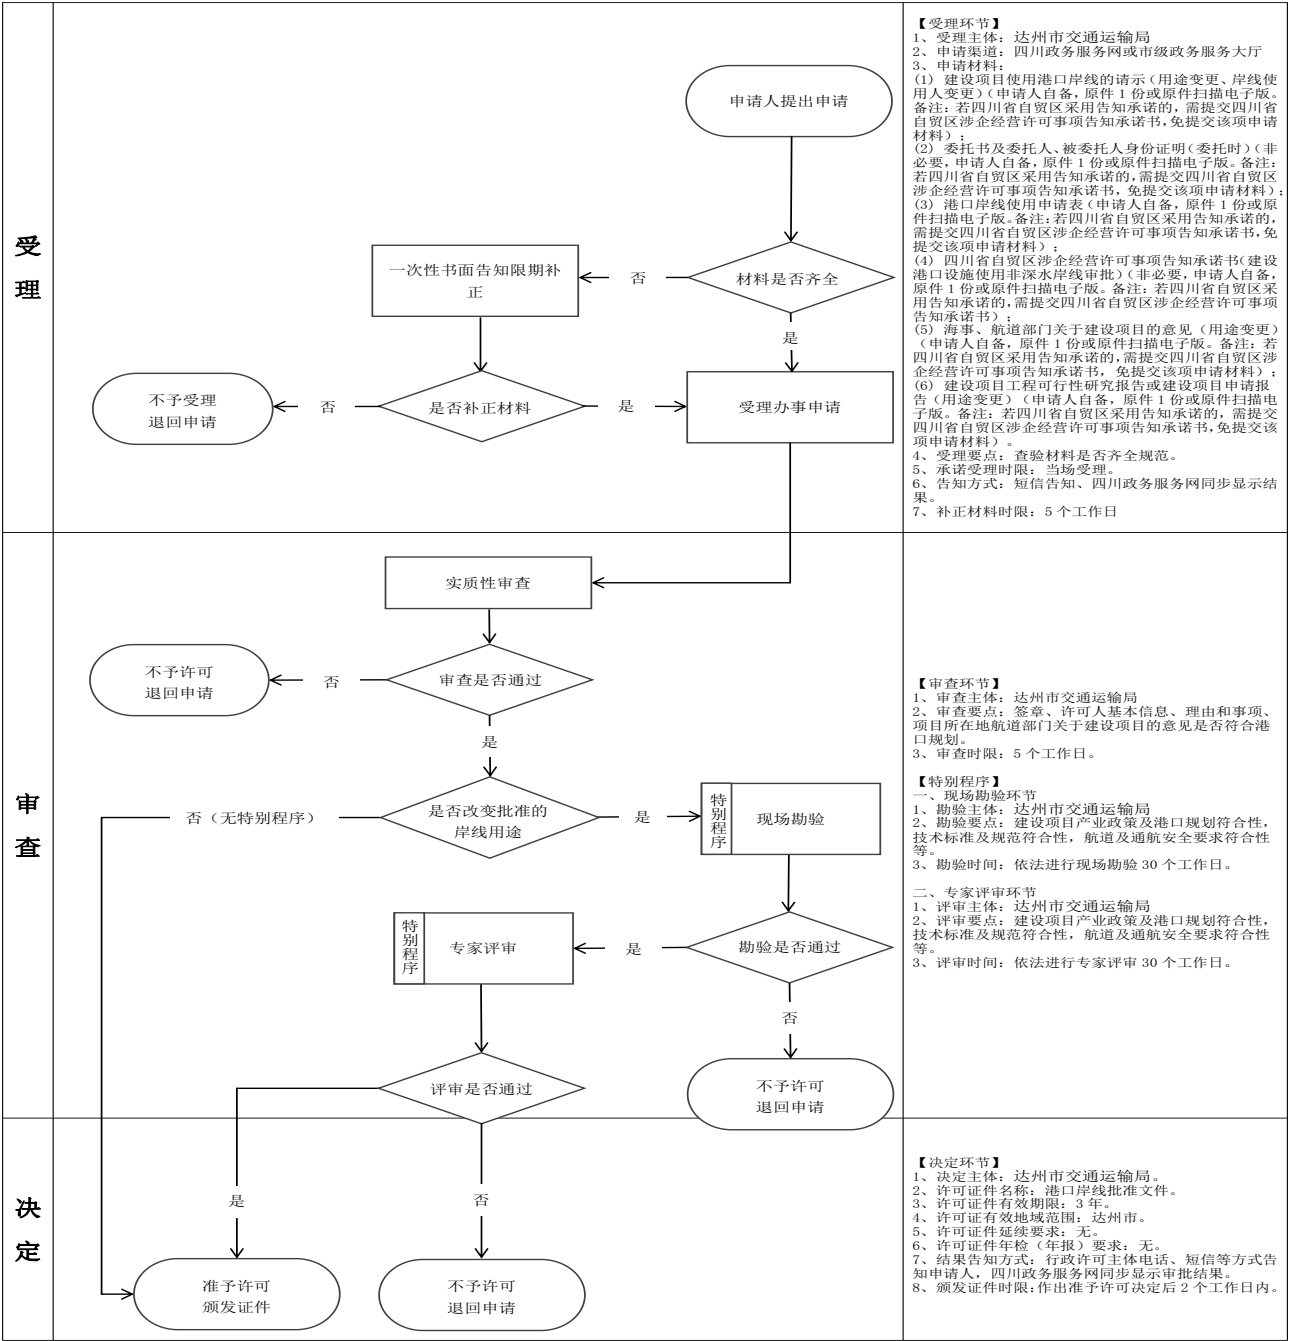 受
理
申请人提出申请
材料是否齐全
否
一次性书面告知限期补
正
是
是否补正材料
否
不予受理
退回申请
是
受理办事申请
【受理环节】
1、受理主体：达州市交通运输局
2、申请渠道：四川政务服务网或市级政务服务大厅
3、申请材料：
(1) 建设项目使用港口岸线的请示（用途变更、岸线使
用人变更）（申请人自备，原件 1 份或原件扫描电子版。
备注：若四川省自贸区采用告知承诺的，需提交四川省
自贸区涉企经营许可事项告知承诺书，免提交该项申请
材料）；
(2) 委托书及委托人、被委托人身份证明（委托时）（非
必要，申请人自备，原件 1 份或原件扫描电子版。备注：
若四川省自贸区采用告知承诺的，需提交四川省自贸区
涉企经营许可事项告知承诺书，免提交该项申请材料）；
(3) 港口岸线使用申请表（申请人自备，原件 1 份或原
件扫描电子版。备注：若四川省自贸区采用告知承诺的，
需提交四川省自贸区涉企经营许可事项告知承诺书，免
提交该项申请材料）；
(4) 四川省自贸区涉企经营许可事项告知承诺书（建设
港口设施使用非深水岸线审批）（非必要，申请人自备，
原件 1 份或原件扫描电子版。备注：若四川省自贸区采
用告知承诺的，需提交四川省自贸区涉企经营许可事项
告知承诺书）；
(5) 海事、航道部门关于建设项目的意见（用途变更）
（申请人自备，原件 1 份或原件扫描电子版。备注：若
四川省自贸区采用告知承诺的，需提交四川省自贸区涉
企经营许可事项告知承诺书，免提交该项申请材料）；
(6) 建设项目工程可行性研究报告或建设项目申请报
告（用途变更）（申请人自备，原件 1 份或原件扫描电
子版。备注：若四川省自贸区采用告知承诺的，需提交
四川省自贸区涉企经营许可事项告知承诺书，免提交该
项申请材料）。
4、受理要点：查验材料是否齐全规范。
5、承诺受理时限：当场受理。
6、告知方式：短信告知、四川政务服务网同步显示结
果。
7、补正材料时限：5 个工作日
审
查
实质性审查
审查是否通过
否
不予许可
退回申请
是
是否改变批准的
岸线用途
否（无特别程序）
是
特别程序
现场勘验
勘验是否通过
是
特别程序
专家评审
否
不予许可
退回申请
评审是否通过
【审查环节】
1、审查主体：达州市交通运输局
2、审查要点：签章、许可人基本信息、理由和事项、
项目所在地航道部门关于建设项目的意见是否符合港
口规划。
3、审查时限：5 个工作日。
【特别程序】
一、现场勘验环节
1、勘验主体：达州市交通运输局
2、勘验要点：建设项目产业政策及港口规划符合性，
技术标准及规范符合性，航道及通航安全要求符合性
等。
3、勘验时间：依法进行现场勘验 30 个工作日。
二、专家评审环节
1、评审主体：达州市交通运输局
2、评审要点：建设项目产业政策及港口规划符合性，
技术标准及规范符合性，航道及通航安全要求符合性
等。
3、评审时间：依法进行专家评审 30 个工作日。
决
定
是
否
准予许可
颁发证件
不予许可
退回申请
【决定环节】
1、决定主体：达州市交通运输局。
2、许可证件名称：港口岸线批准文件。
3、许可证件有效期限：3 年。
4、许可证有效地域范围：达州市。
5、许可证件延续要求：无。
6、许可证件年检（年报）要求：无。
7、结果告知方式：行政许可主体电话、短信等方式告
知申请人，四川政务服务网同步显示审批结果。
8、颁发证件时限：作出准予许可决定后 2 个工作日内。